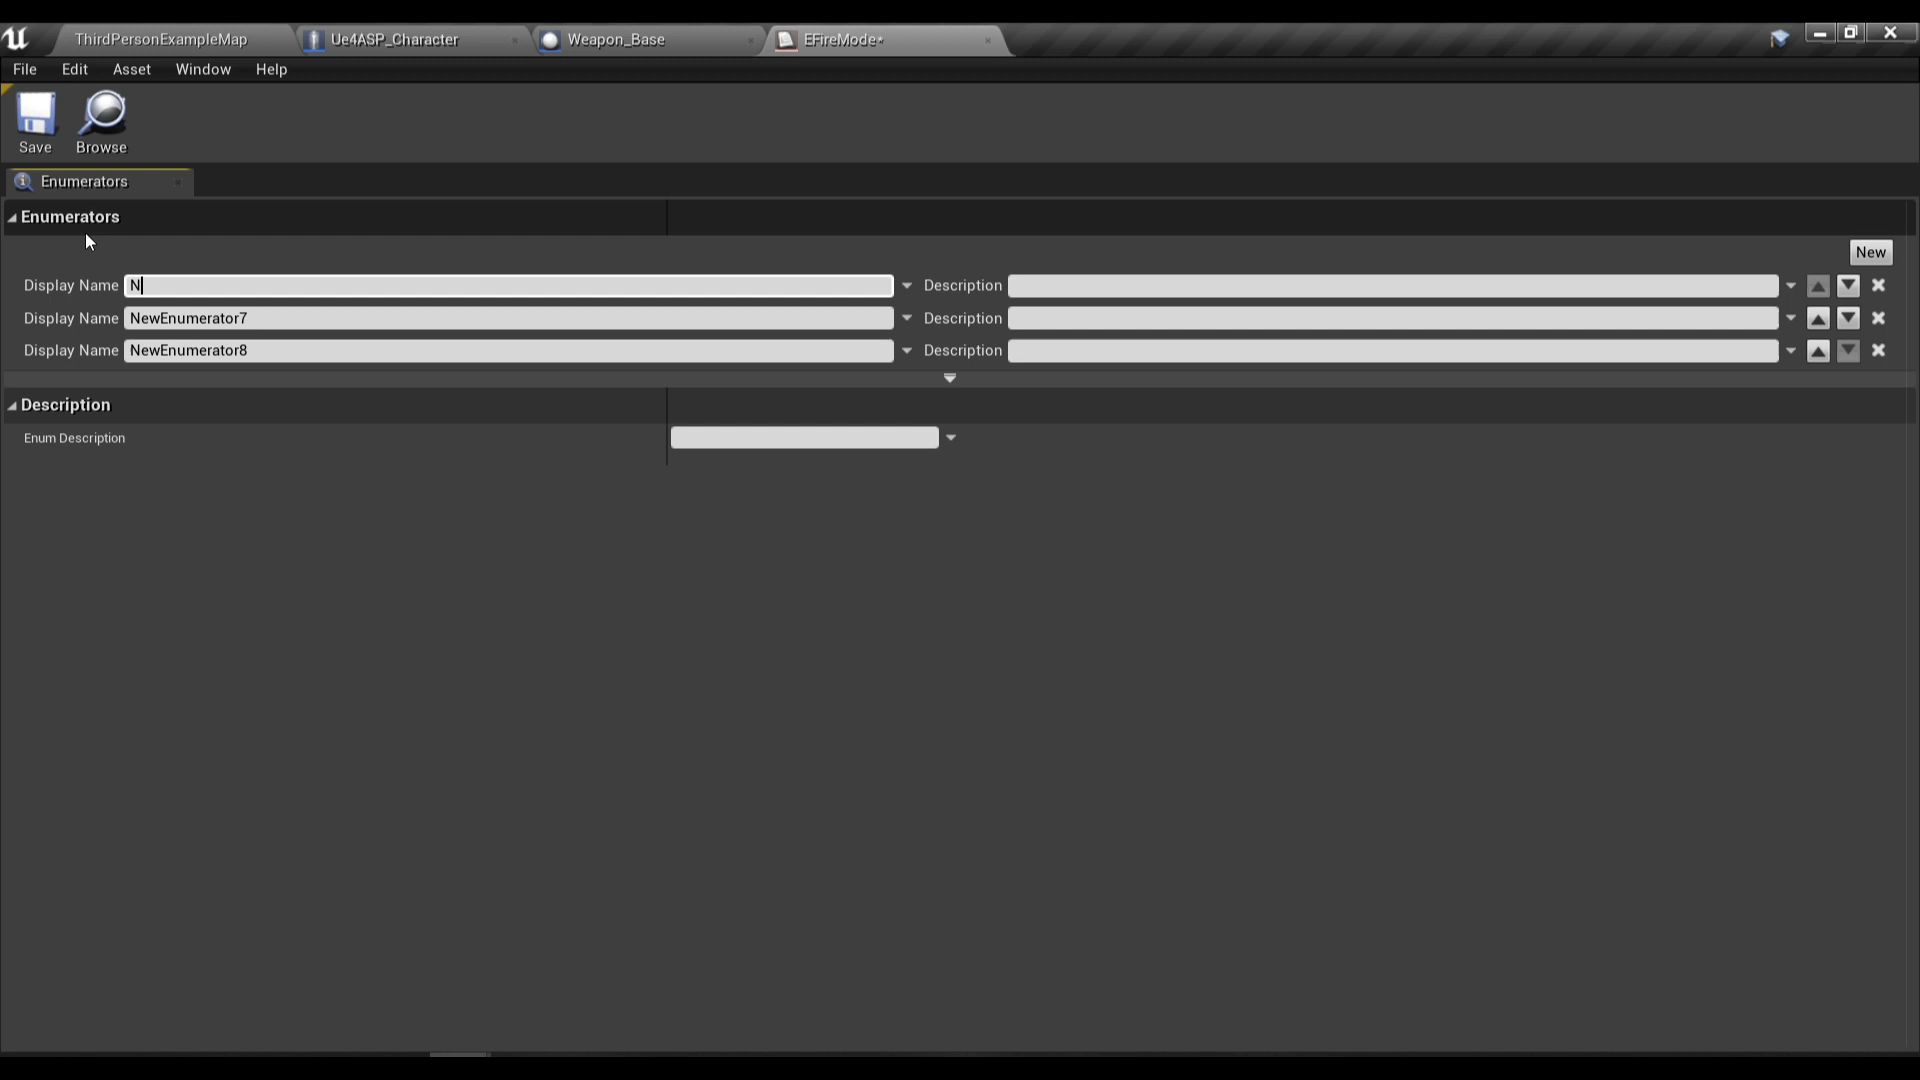 ThirdPersonExampleMap Ue4ASP_Character Weapon_Base EFireMode*
File Edit Asset Window Help
Save Browse
Enumerators
Enumerators
New
Display Name N Description
Display Name NewEnumerator7 Description
Display Name NewEnumerator8 Description
Description
Enum Description